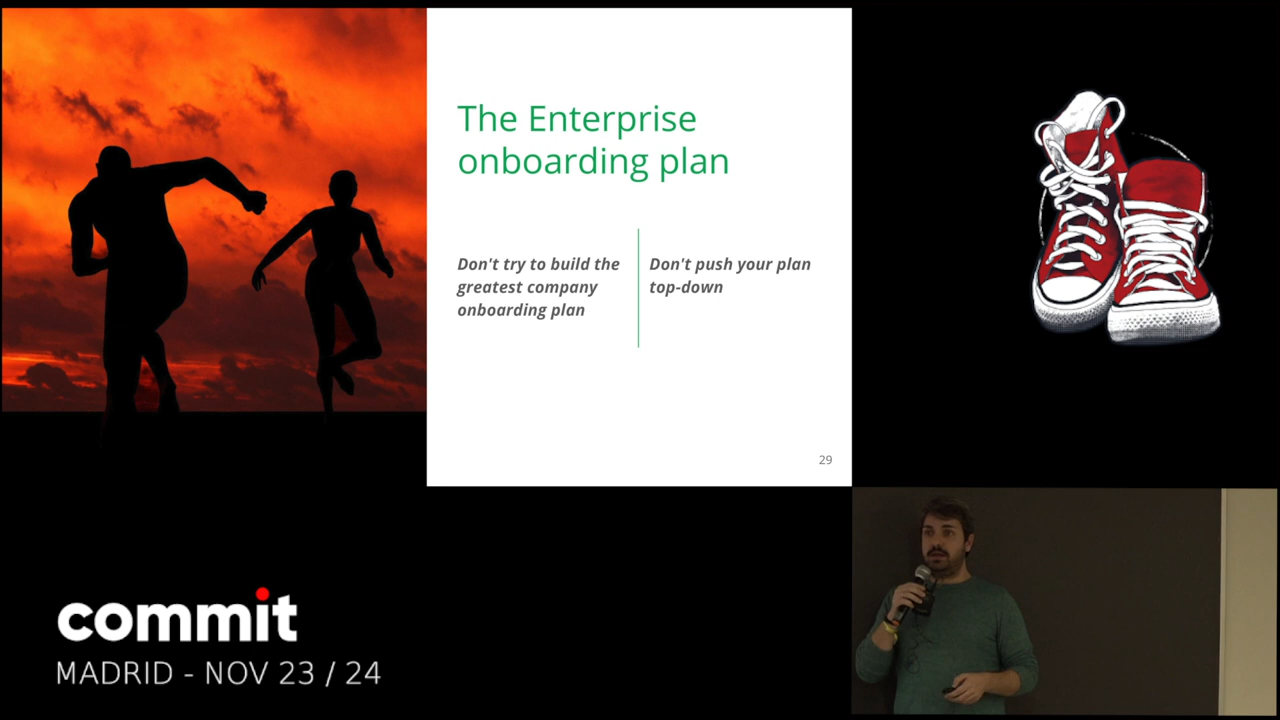 The Enterprise
onboarding plan
Don't try to build the
greatest company
onboarding plan
Don't push your plan
top-down
29
commit
MADRID - NOV 23 / 24